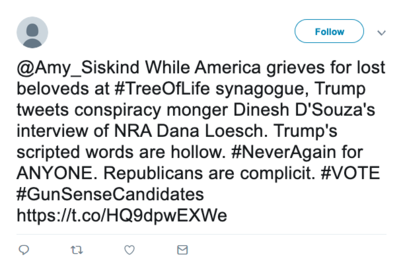 Follow
@Amy_Siskind While America grieves for lost
beloveds at #TreeOfLife synagogue, Trump
tweets conspiracy monger Dinesh D'Souza's
interview of NRA Dana Loesch. Trump's
scripted words are hollow. #NeverAgain for
ANYONE. Republicans are complicit. #VOTE
#GunSenseCandidates
https://t.co/HQ9dpwEXWe